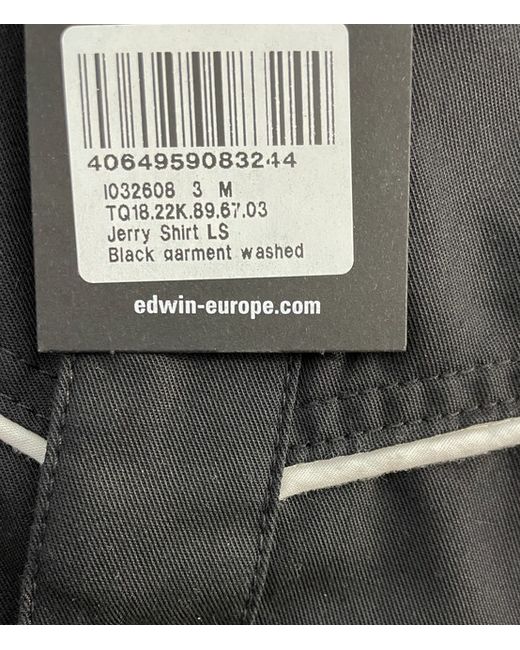 4064959083244
I032608 3 M
TQ18.22K.89.67.03
Jerry Shirt LS
Black garment washed
edwin-europe.com